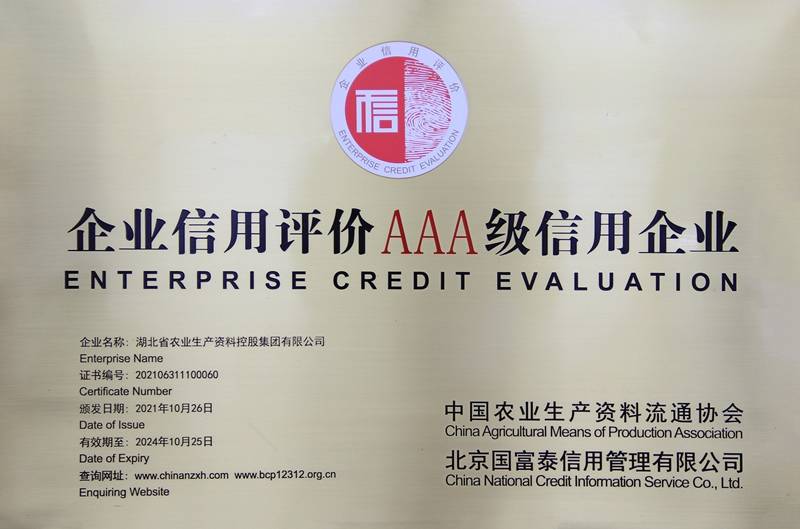 企业信用评价
信
ENTERPRISE CREDIT EVALUATION
企业信用评价AAA级信用企业
ENTERPRISE CREDIT EVALUATION
企业名称：湖北省农业生产资料控股集团有限公司
Enterprise Name
证书编号：202106311100060
Certificate Number
颁发日期：2021年10月26日
Date of Issue
有效期至：2024年10月25日
Date of Expiry
查询网址：www.chinanzxh.com www.bcp12312.org.cn
Enquiring Website
中国农业生产资料流通协会
China Agricultural Means of Production Association
北京国富泰信用管理有限公司
China National Credit Information Service Co., Ltd.